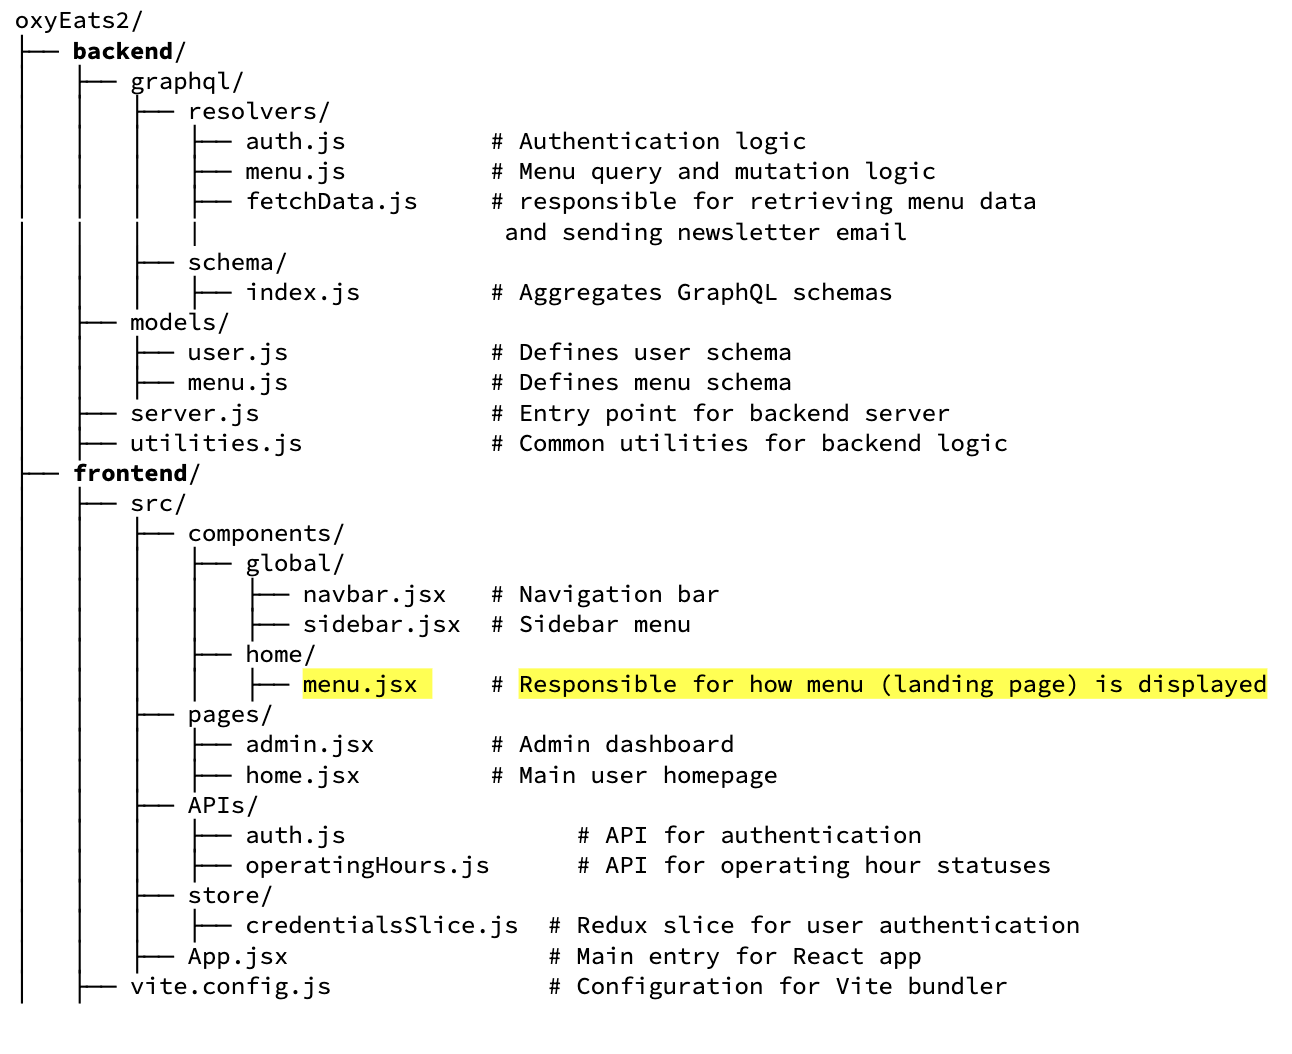 oxyEats2/
├── backend/
│   ├── graphql/
│   │   ├── resolvers/
│   │   │   ├── auth.js          # Authentication logic
│   │   │   ├── menu.js          # Menu query and mutation logic
│   │   │   ├── fetchData.js     # responsible for retrieving menu data
│   │   │   │                     and sending newsletter email
│   │   ├── schema/
│   │   │   ├── index.js         # Aggregates GraphQL schemas
│   ├── models/
│   │   ├── user.js              # Defines user schema
│   │   ├── menu.js              # Defines menu schema
│   ├── server.js                # Entry point for backend server
│   ├── utilities.js             # Common utilities for backend logic
├── frontend/
│   ├── src/
│   │   ├── components/
│   │   │   ├── global/
│   │   │   │   ├── navbar.jsx   # Navigation bar
│   │   │   │   ├── sidebar.jsx  # Sidebar menu
│   │   │   ├── home/
│   │   │   │   ├── menu.jsx     # Responsible for how menu (landing page) is displayed
│   │   ├── pages/
│   │   │   ├── admin.jsx        # Admin dashboard
│   │   │   ├── home.jsx         # Main user homepage
│   │   ├── APIs/
│   │   │   ├── auth.js                # API for authentication
│   │   │   ├── operatingHours.js      # API for operating hour statuses
│   │   ├── store/
│   │   │   ├── credentialsSlice.js  # Redux slice for user authentication
│   │   ├── App.jsx                  # Main entry for React app
│   ├── vite.config.js               # Configuration for Vite bundler